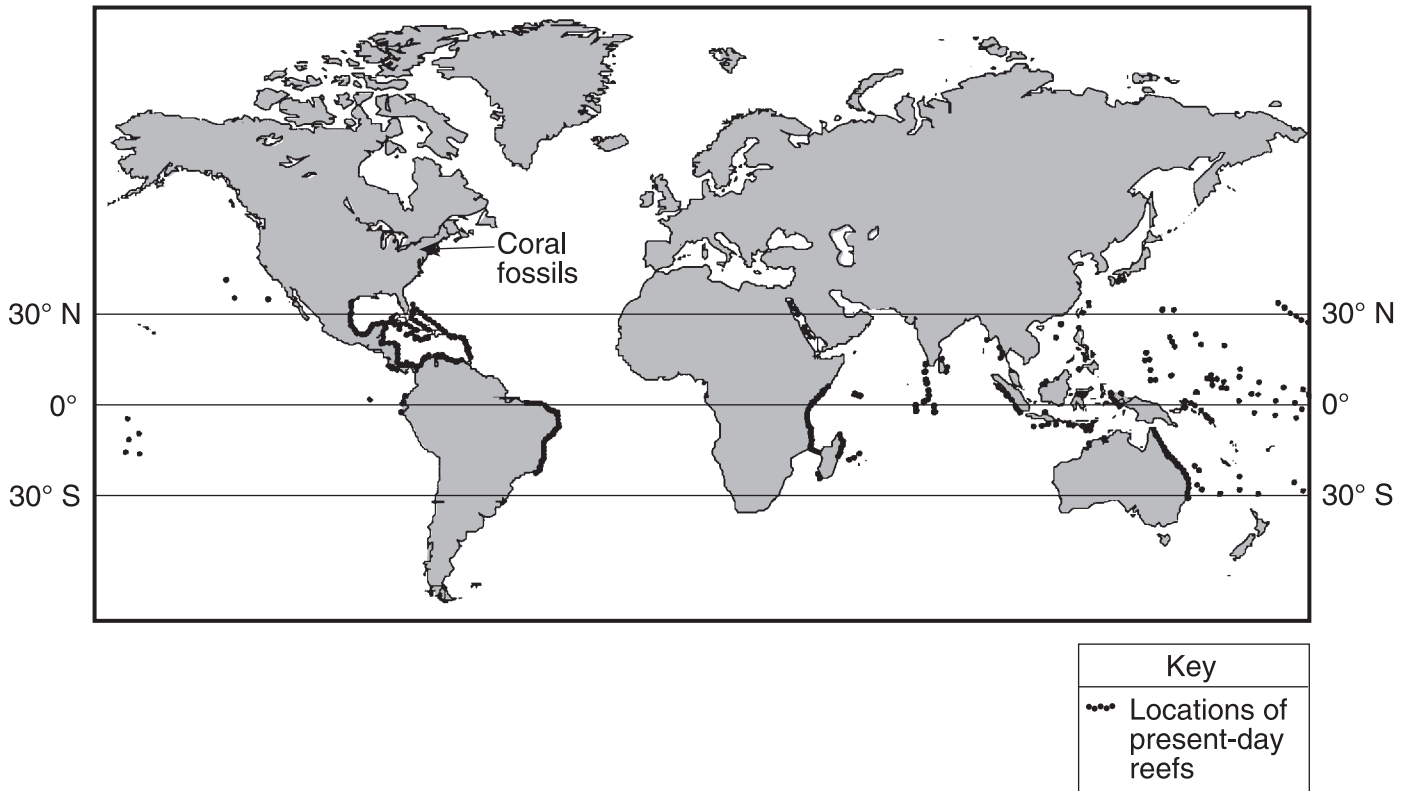 Coral
fossils
30° N
30° N
0°
0°
30° S
30° S
Key
Locations of
present-day
reefs